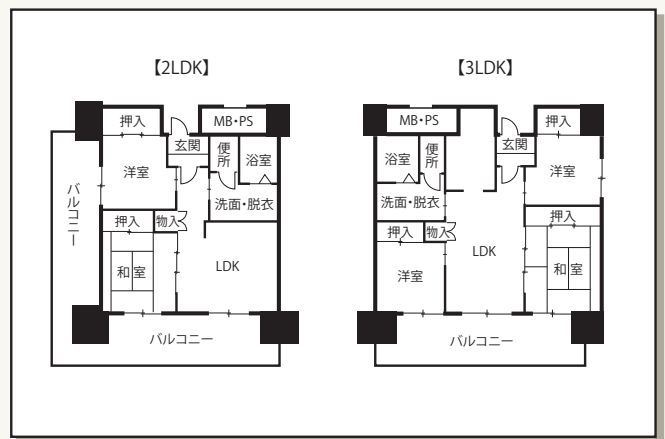 【2LDK】
押入
MB・PS
玄関
便所
浴室
洋室
洗面・脱衣
バルコニー
押入
物入
和室
LDK
バルコニー
【3LDK】
MB・PS
押入
玄関
浴室
便所
洋室
洗面・脱衣
押入
押入
物入
LDK
和室
洋室
バルコニー